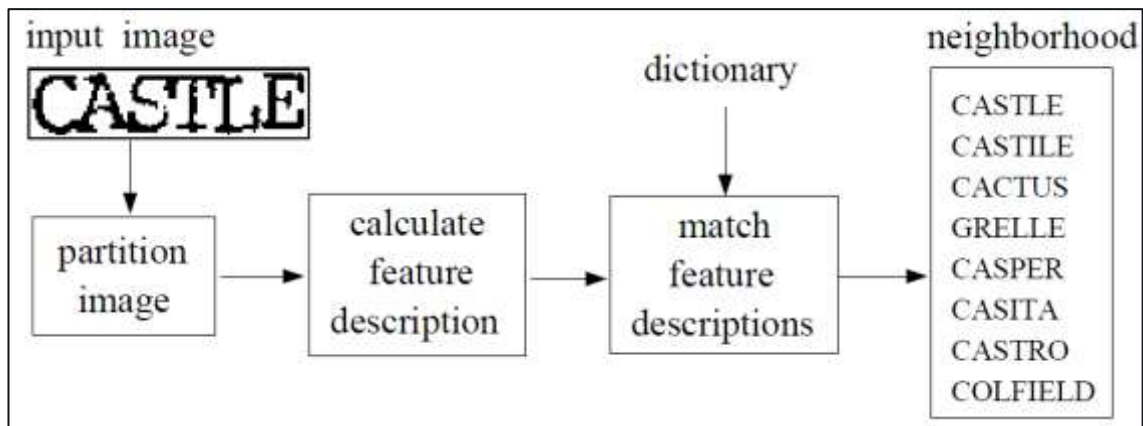 input image
CASTLE
partition
image
calculate
feature
description
dictionary
match
feature
descriptions
neighborhood
CASTLE
CASTILE
CACTUS
GRELLE
CASPER
CASITA
CASTRO
COLFIELD